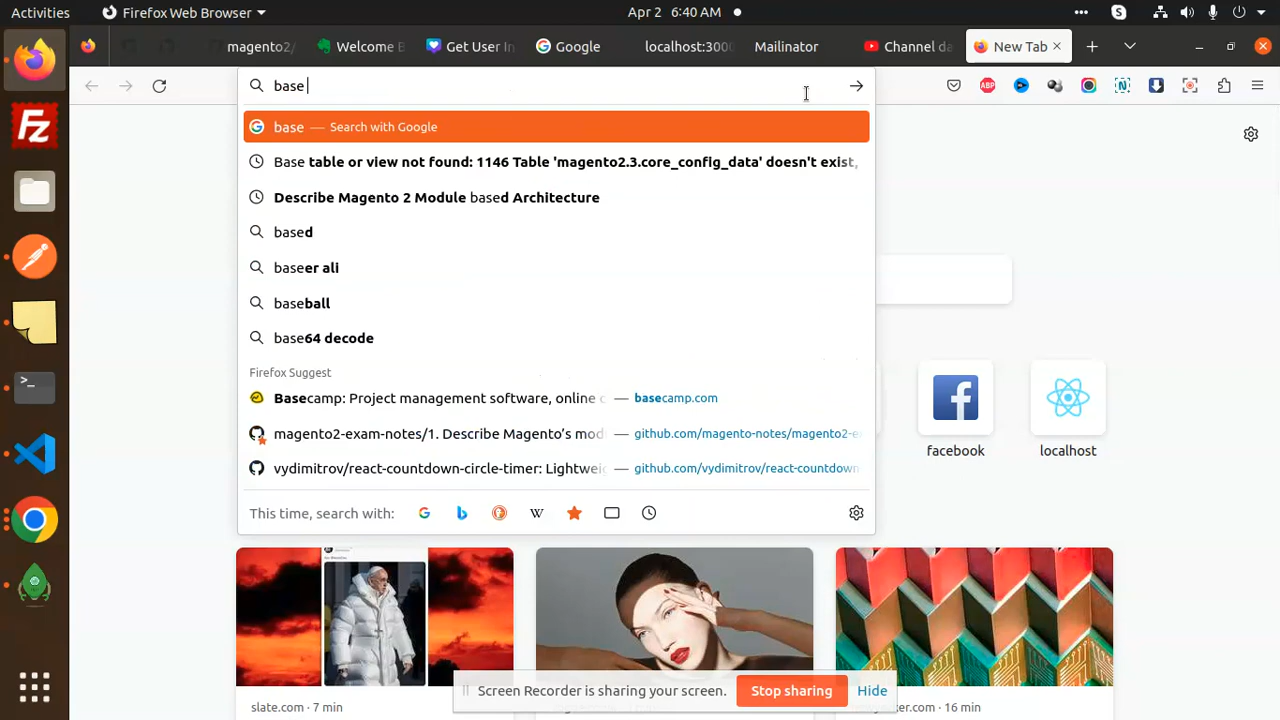 Activities Firefox Web Browser Apr 2 6:40 AM
magento2/ Welcome Get User In Google localhost:3000 Mailinator Channel da New Tab
base
ABP
base — Search with Google
Base table or view not found: 1146 Table 'magento2.3.core_config_data' doesn't exist,
Describe Magento 2 Module based Architecture
based
baseer ali
baseball
base64 decode
Firefox Suggest
Basecamp: Project management software, online — basecamp.com
magento2-exam-notes/1. Describe Magento's mod — github.com/magento-notes/magento2-e
vydimitrov/react-countdown-circle-timer: Lightwei — github.com/vydimitrov/react-countdown
This time, search with:
facebook
localhost
Screen Recorder is sharing your screen. Stop sharing Hide
slate.com · 7 min
er.com · 16 min